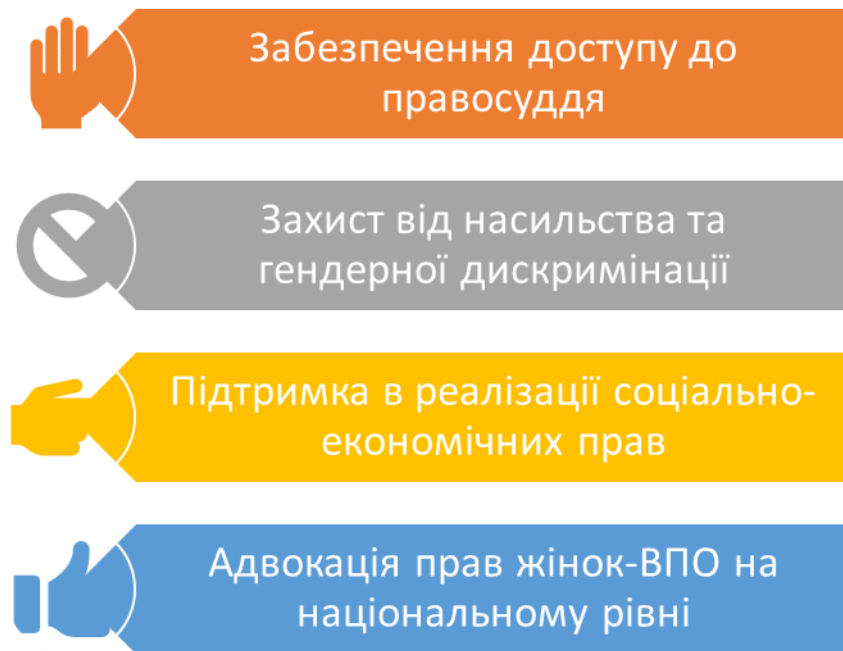 Забезпечення доступу до
правосуддя
Захист від насильства та
гендерної дискримінації
Підтримка в реалізації соціально-
економічних прав
Адвокація прав жінок-ВПО на
національному рівні